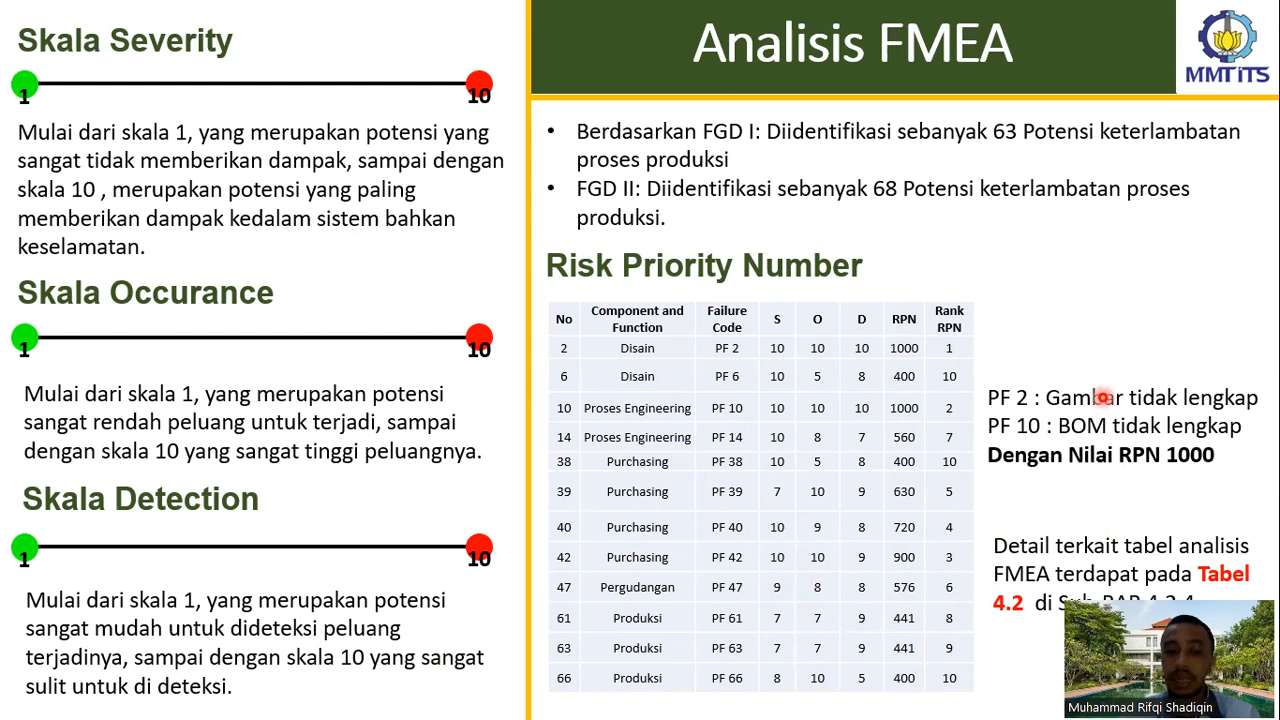 Skala Severity
1
10
Mulai dari skala 1, yang merupakan potensi yang
sangat tidak memberikan dampak, sampai dengan
skala 10 , merupakan potensi yang paling
memberikan dampak kedalam sistem bahkan
keselamatan.
Skala Occurance
1
10
Mulai dari skala 1, yang merupakan potensi
sangat rendah peluang untuk terjadi, sampai
dengan skala 10 yang sangat tinggi peluangnya.
Skala Detection
1
10
Mulai dari skala 1, yang merupakan potensi
sangat mudah untuk dideteksi peluang
terjadinya, sampai dengan skala 10 yang sangat
sulit untuk di deteksi.
Analisis FMEA
MMT ITS
• Berdasarkan FGD I: Diidentifikasi sebanyak 63 Potensi keterlambatan
proses produksi
• FGD II: Diidentifikasi sebanyak 68 Potensi keterlambatan proses
produksi.
Risk Priority Number
No Component and Function Failure Code S O D RPN Rank RPN
2 Disain PF 2 10 10 10 1000 1
6 Disain PF 6 10 5 8 400 10
10 Proses Engineering PF 10 10 10 10 1000 2
14 Proses Engineering PF 14 10 8 7 560 7
38 Purchasing PF 38 10 5 8 400 10
39 Purchasing PF 39 7 10 9 630 5
40 Purchasing PF 40 10 9 8 720 4
42 Purchasing PF 42 10 10 9 900 3
47 Pergudangan PF 47 9 8 8 576 6
61 Produksi PF 61 7 7 9 441 8
63 Produksi PF 63 7 7 9 441 9
66 Produksi PF 66 8 10 5 400 10
PF 2 : Gambar tidak lengkap
PF 10 : BOM tidak lengkap
Dengan Nilai RPN 1000
Detail terkait tabel analisis
FMEA terdapat pada Tabel
4.2 di
Muhammad Rifqi Shadiqin